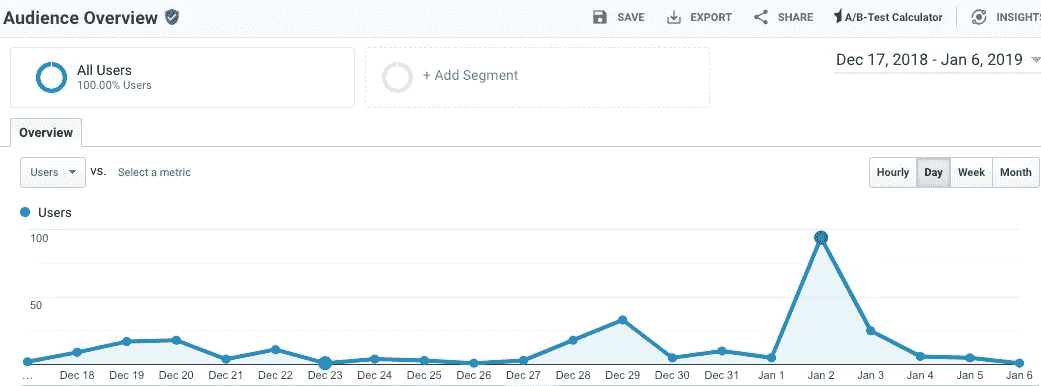 Audience Overview
SAVE EXPORT SHARE A/B-Test Calculator INSIGHTS
All Users
100.00% Users
+ Add Segment
Dec 17, 2018 - Jan 6, 2019
Overview
Users VS. Select a metric
Hourly Day Week Month
Users
100
50
... Dec 18 Dec 19 Dec 20 Dec 21 Dec 22 Dec 23 Dec 24 Dec 25 Dec 26 Dec 27 Dec 28 Dec 29 Dec 30 Dec 31 Jan 1 Jan 2 Jan 3 Jan 4 Jan 5 Jan 6